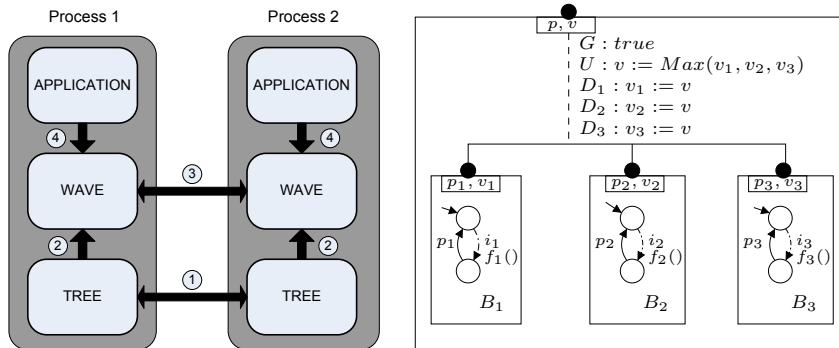 Process 1
Process 2
APPLICATION
APPLICATION
4
4
3
WAVE
WAVE
2
2
1
TREE
TREE
p, v
G : true
U : v := Max(v₁, v₂, v₃)
D₁ : v₁ := v
D₂ : v₂ := v
D₃ : v₃ := v
p₁, v₁
p₂, v₂
p₃, v₃
p₁
i₁
f₁()
B₁
p₂
i₂
f₂()
B₂
p₃
i₃
f₃()
B₃